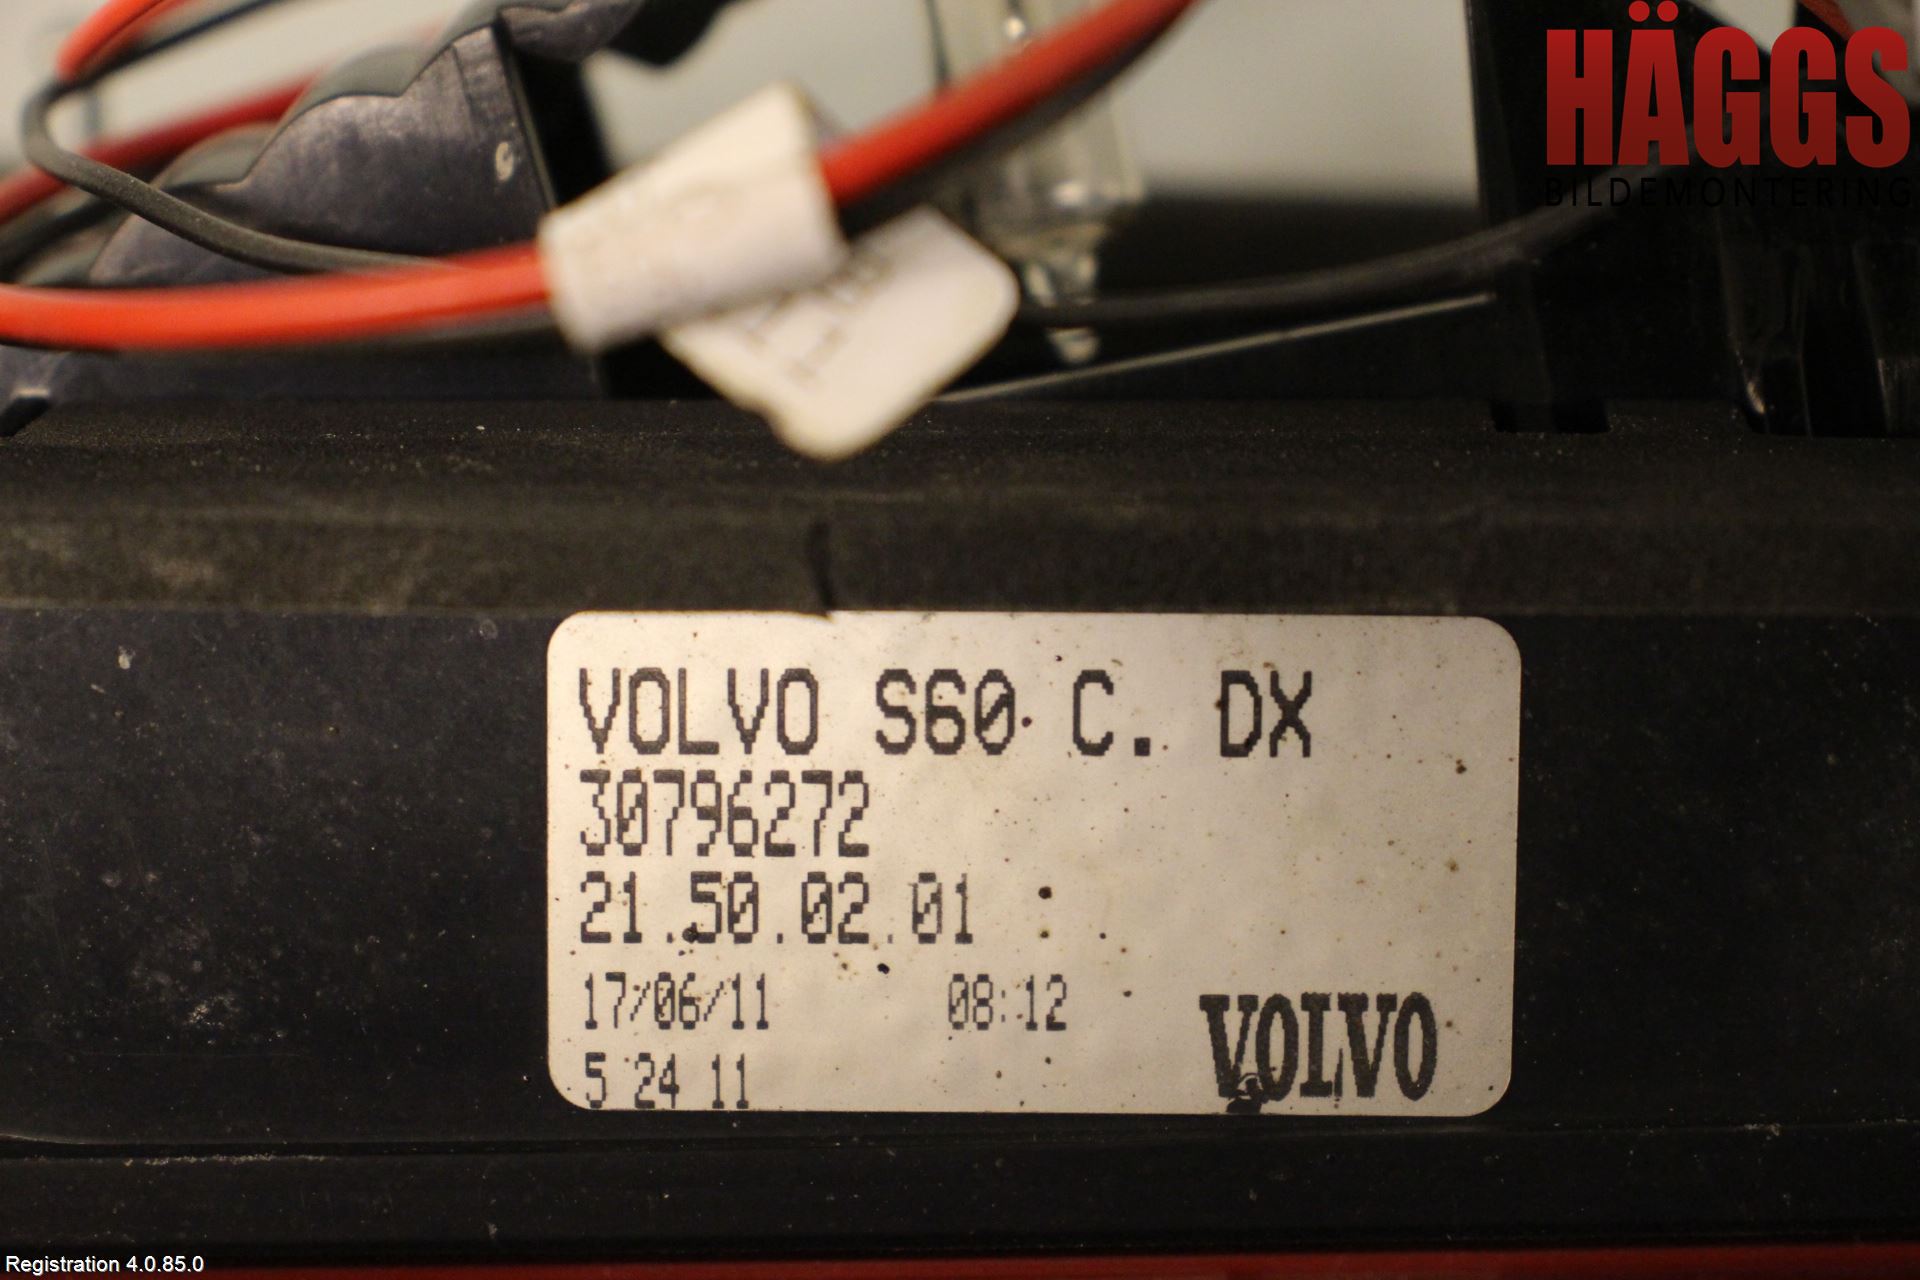 HÄGGS
BILDEMONTERING
VOLVO S60 C. DX
30796272
21.50.02.01
17/06/11 08:12
5 24 11
VOLVO
Registration 4.0.85.0